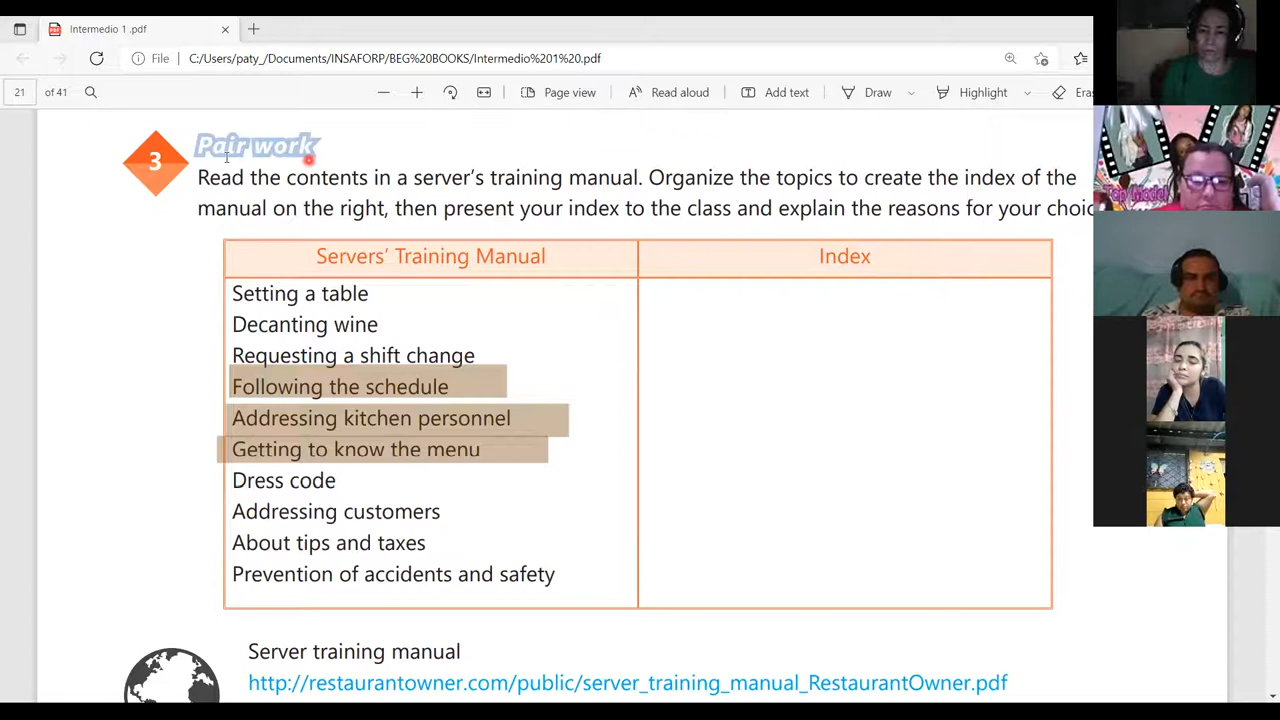 Intermedio 1 .pdf
File
C:/Users/paty_/Documents/INSAFORP/BEG%20BOOKS/Intermedio%201%20.pdf
21
of 41
Page view
Read aloud
Add text
Draw
Highlight
Eras
3
Pair work
Read the contents in a server's training manual. Organize the topics to create the index of the
manual on the right, then present your index to the class and explain the reasons for your choic
Servers' Training Manual
Index
Setting a table
Decanting wine
Requesting a shift change
Following the schedule
Addressing kitchen personnel
Getting to know the menu
Dress code
Addressing customers
About tips and taxes
Prevention of accidents and safety
Server training manual
http://restaurantowner.com/public/server_training_manual_RestaurantOwner.pdf
Top Model